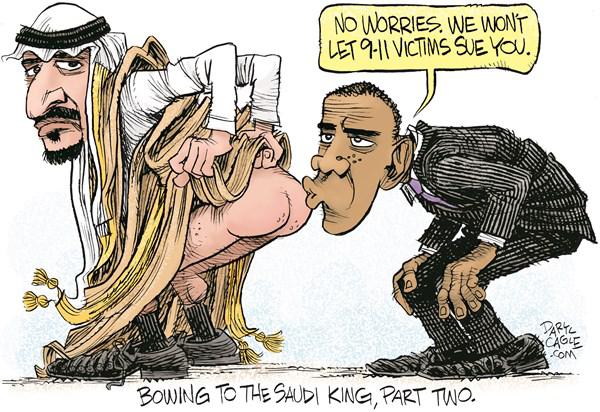 NO WORRIES. WE WON'T
LET 9-11 VICTIMS SUE YOU.
DARYL
CAGLE
.COM
BOWING TO THE SAUDI KING, PART TWO.